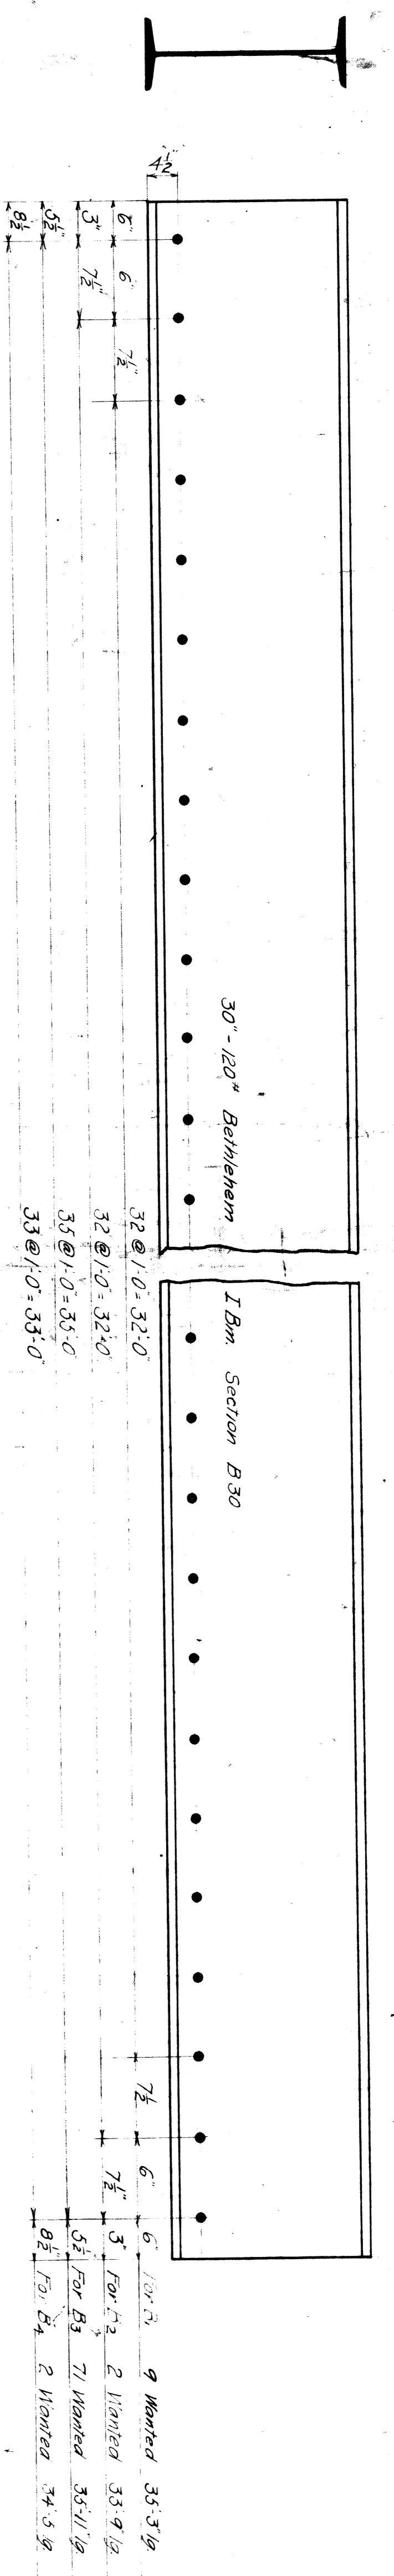 4½"
30"-120# Bethlehem I Bm. Section B30
6" 6" 7½" 32@1'-0"=32'-0" 7½ 6" 6" For B1 9 Wanted 35'-3" lg.
3" 7½" 32@1'-0"=32'-0" 7½" 3" For B2 2 Wanted 33'-9" lg.
5½" 35@1'-0"=35'-0" 5½" For B3 71 Wanted 35'-11" lg.
8½" 33@1'-0"=33'-0" 8½" For B4 2 Wanted 34'-5" lg.